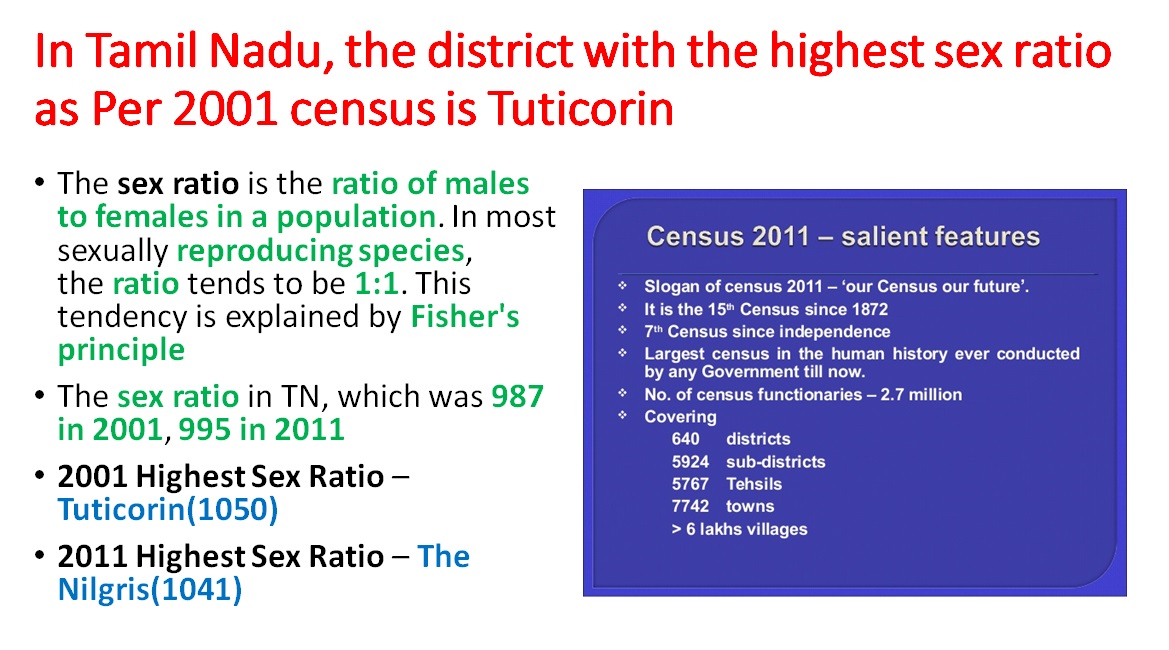 In Tamil Nadu, the district with the highest sex ratio
as Per 2001 census is Tuticorin
• The sex ratio is the ratio of males
to females in a population. In most
sexually reproducing species,
the ratio tends to be 1:1. This
tendency is explained by Fisher's
principle
• The sex ratio in TN, which was 987
in 2001, 995 in 2011
• 2001 Highest Sex Ratio –
Tuticorin(1050)
• 2011 Highest Sex Ratio – The
Nilgris(1041)
Census 2011 – salient features
❖ Slogan of census 2011 – ‘our Census our future’.
❖ It is the 15th Census since 1872
❖ 7th Census since independence
❖ Largest census in the human history ever conducted
by any Government till now.
❖ No. of census functionaries – 2.7 million
❖ Covering
640 districts
5924 sub-districts
5767 Tehsils
7742 towns
> 6 lakhs villages